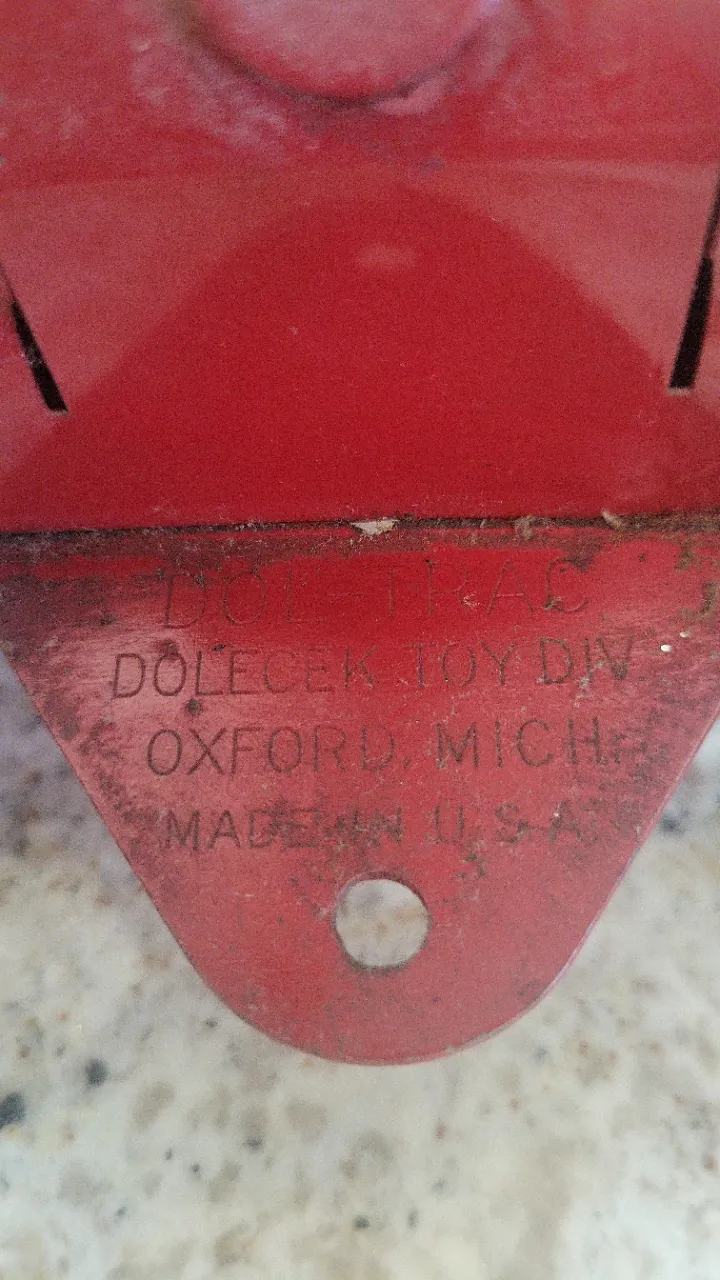 DOL-TRAC
DOLECEK TOY DIV.
OXFORD, MICH.
MADE IN U.S.A.